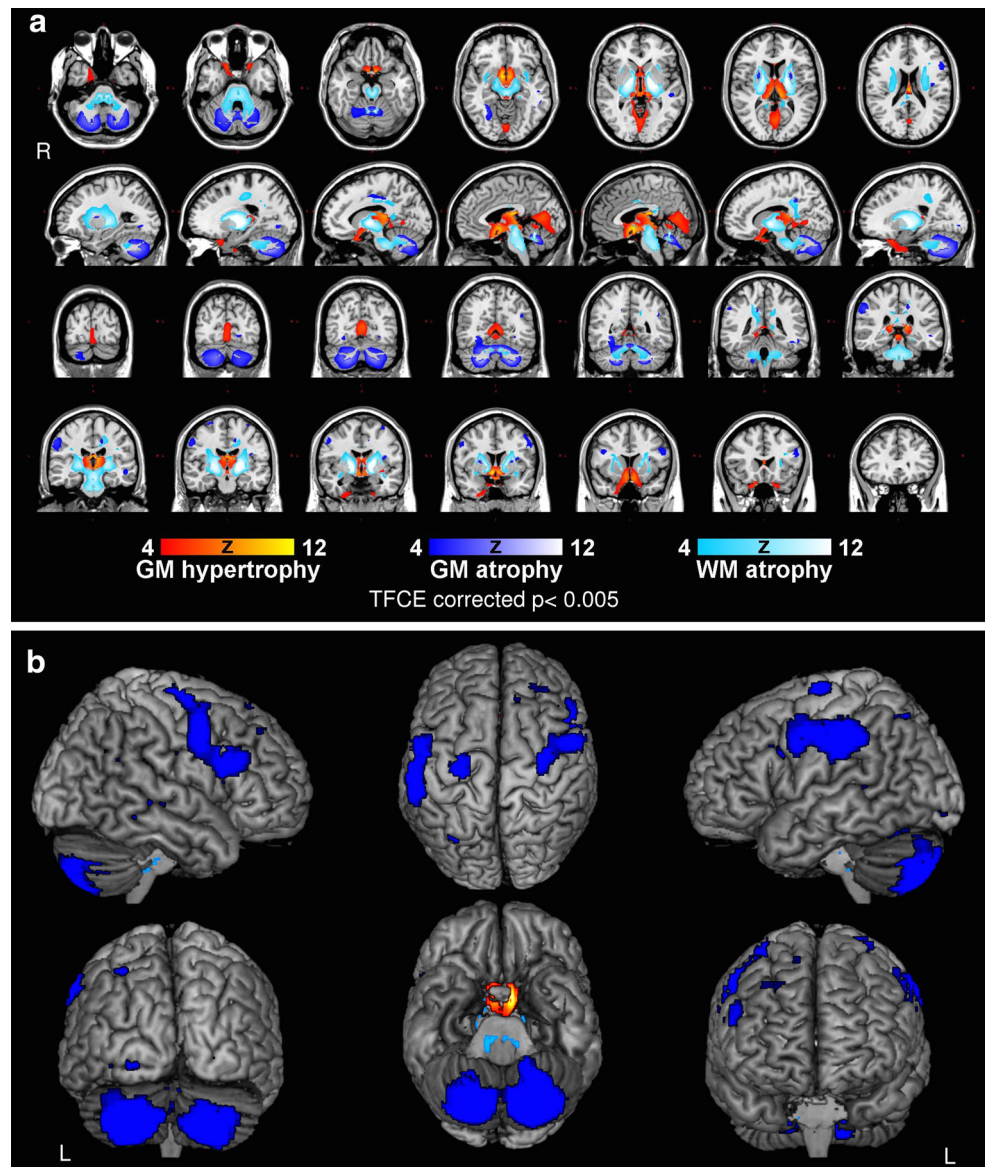 a
R
4 Z 12 4 Z 12 4 Z 12
GM hypertrophy GM atrophy WM atrophy
TFCE corrected p< 0.005
b
L L